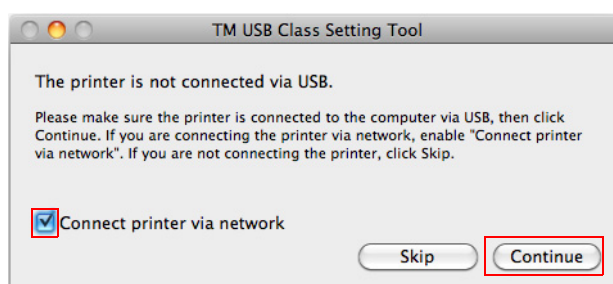 TM USB Class Setting Tool
The printer is not connected via USB.
Please make sure the printer is connected to the computer via USB, then click
Continue. If you are connecting the printer via network, enable "Connect printer
via network". If you are not connecting the printer, click Skip.
Connect printer via network
Skip Continue